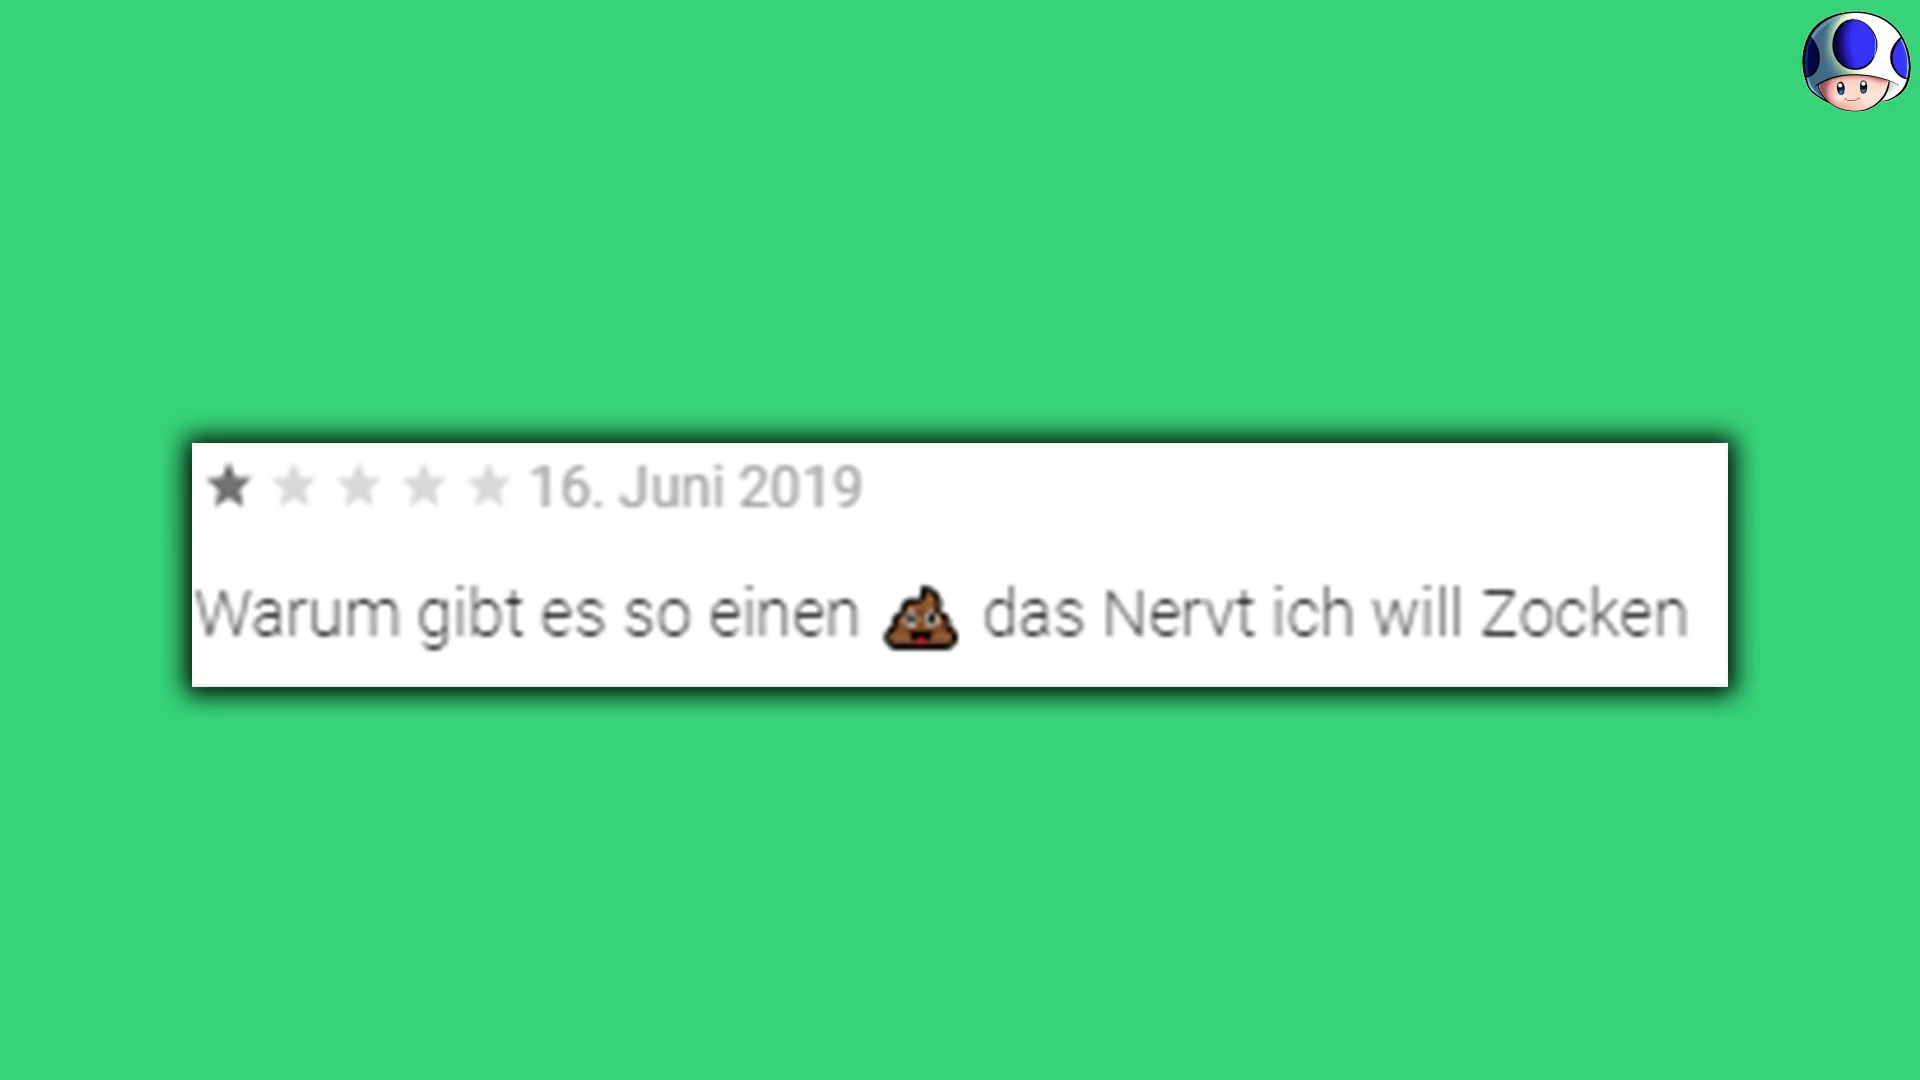 ★ ★ ★ ★ ★ 16. Juni 2019
Warum gibt es so einen 💩 das Nervt ich will Zocken